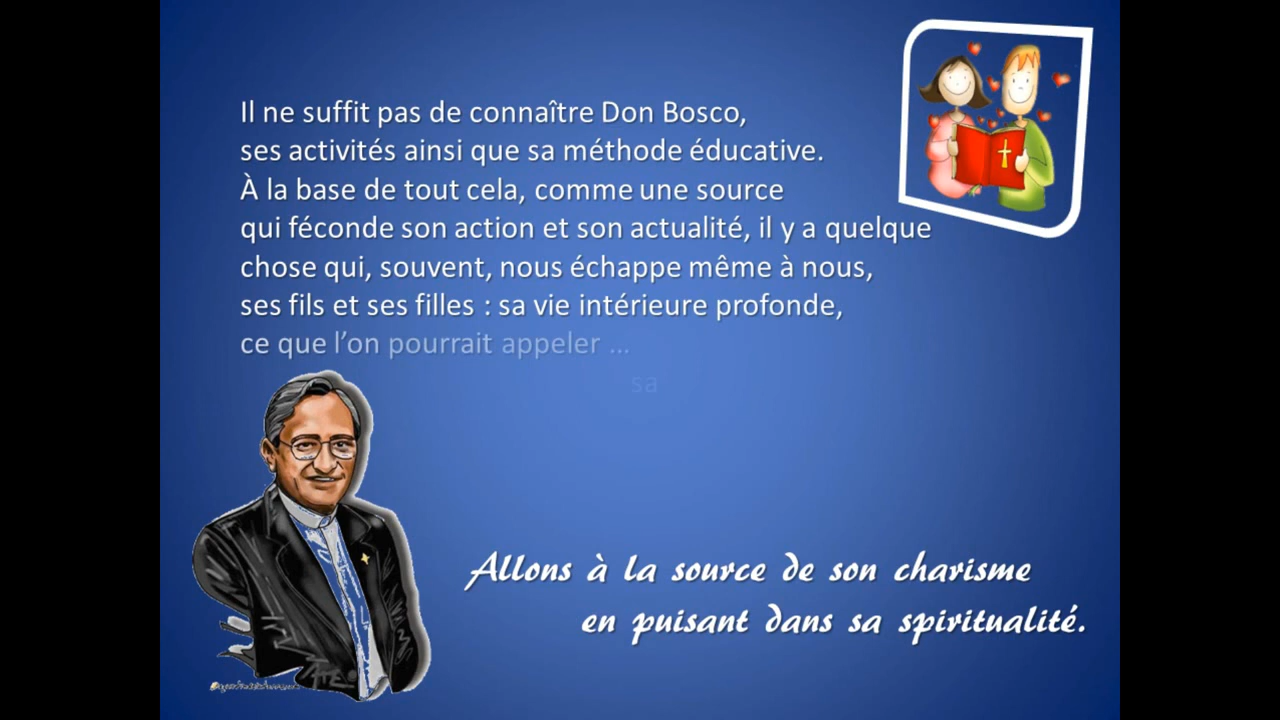 Il ne suffit pas de connaître Don Bosco,
ses activités ainsi que sa méthode éducative.
À la base de tout cela, comme une source
qui féconde son action et son actualité, il y a quelque
chose qui, souvent, nous échappe même à nous,
ses fils et ses filles : sa vie intérieure profonde,
ce que l’on pourrait appeler ...
sa
Allons à la source de son charisme
en puisant dans sa spiritualité.